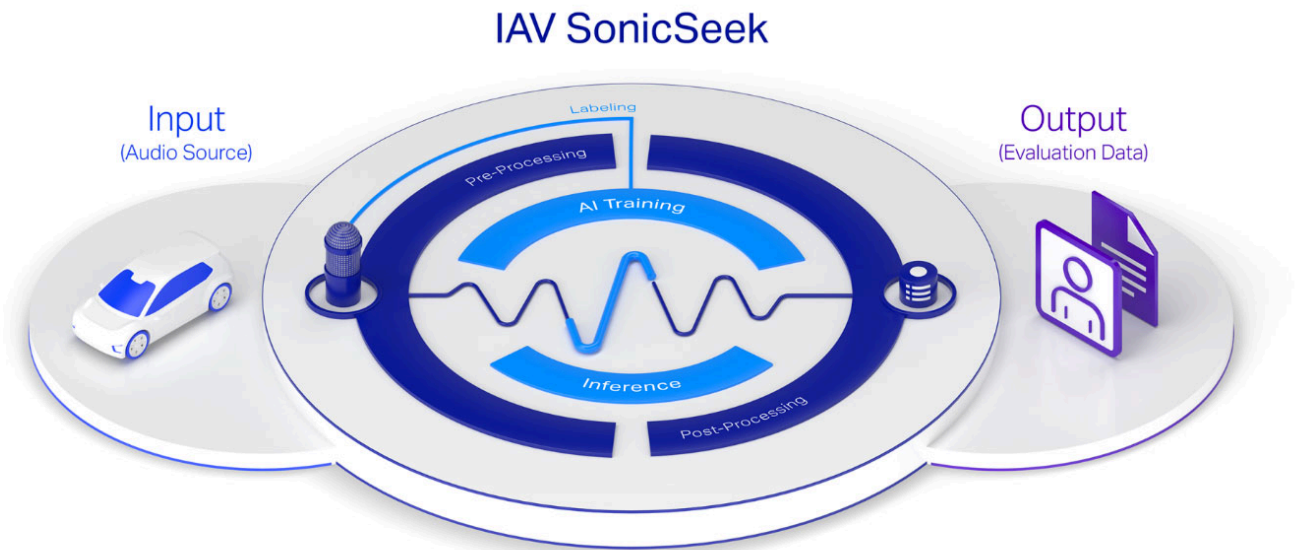 IAV SonicSeek
Input
(Audio Source)
Labeling
Pre-Processing
AI Training
Inference
Post-Processing
Output
(Evaluation Data)